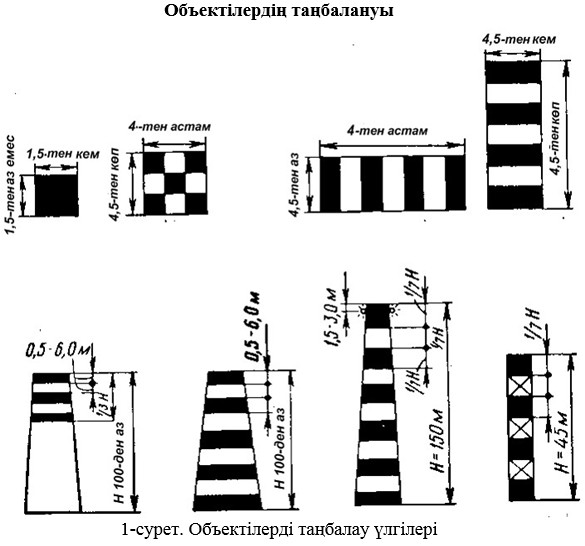 Объектілердің таңбалануы
1,5-тен кем
1,5-тен аз емес
4--тен астам
4,5-тен көп
4-тен астам
4,5-тен аз
4,5-тен кем
4,5-тен көп
0,5-6,0 м
1/3 H
H 100-ден аз
0,5-6,0 м
H 100-ден аз
1,5-3,0 м
1/7 H
1/7 H
1/7 H
H = 150 м
1/7 H
H = 45 м
1-сурет. Объектілерді таңбалау үлгілері